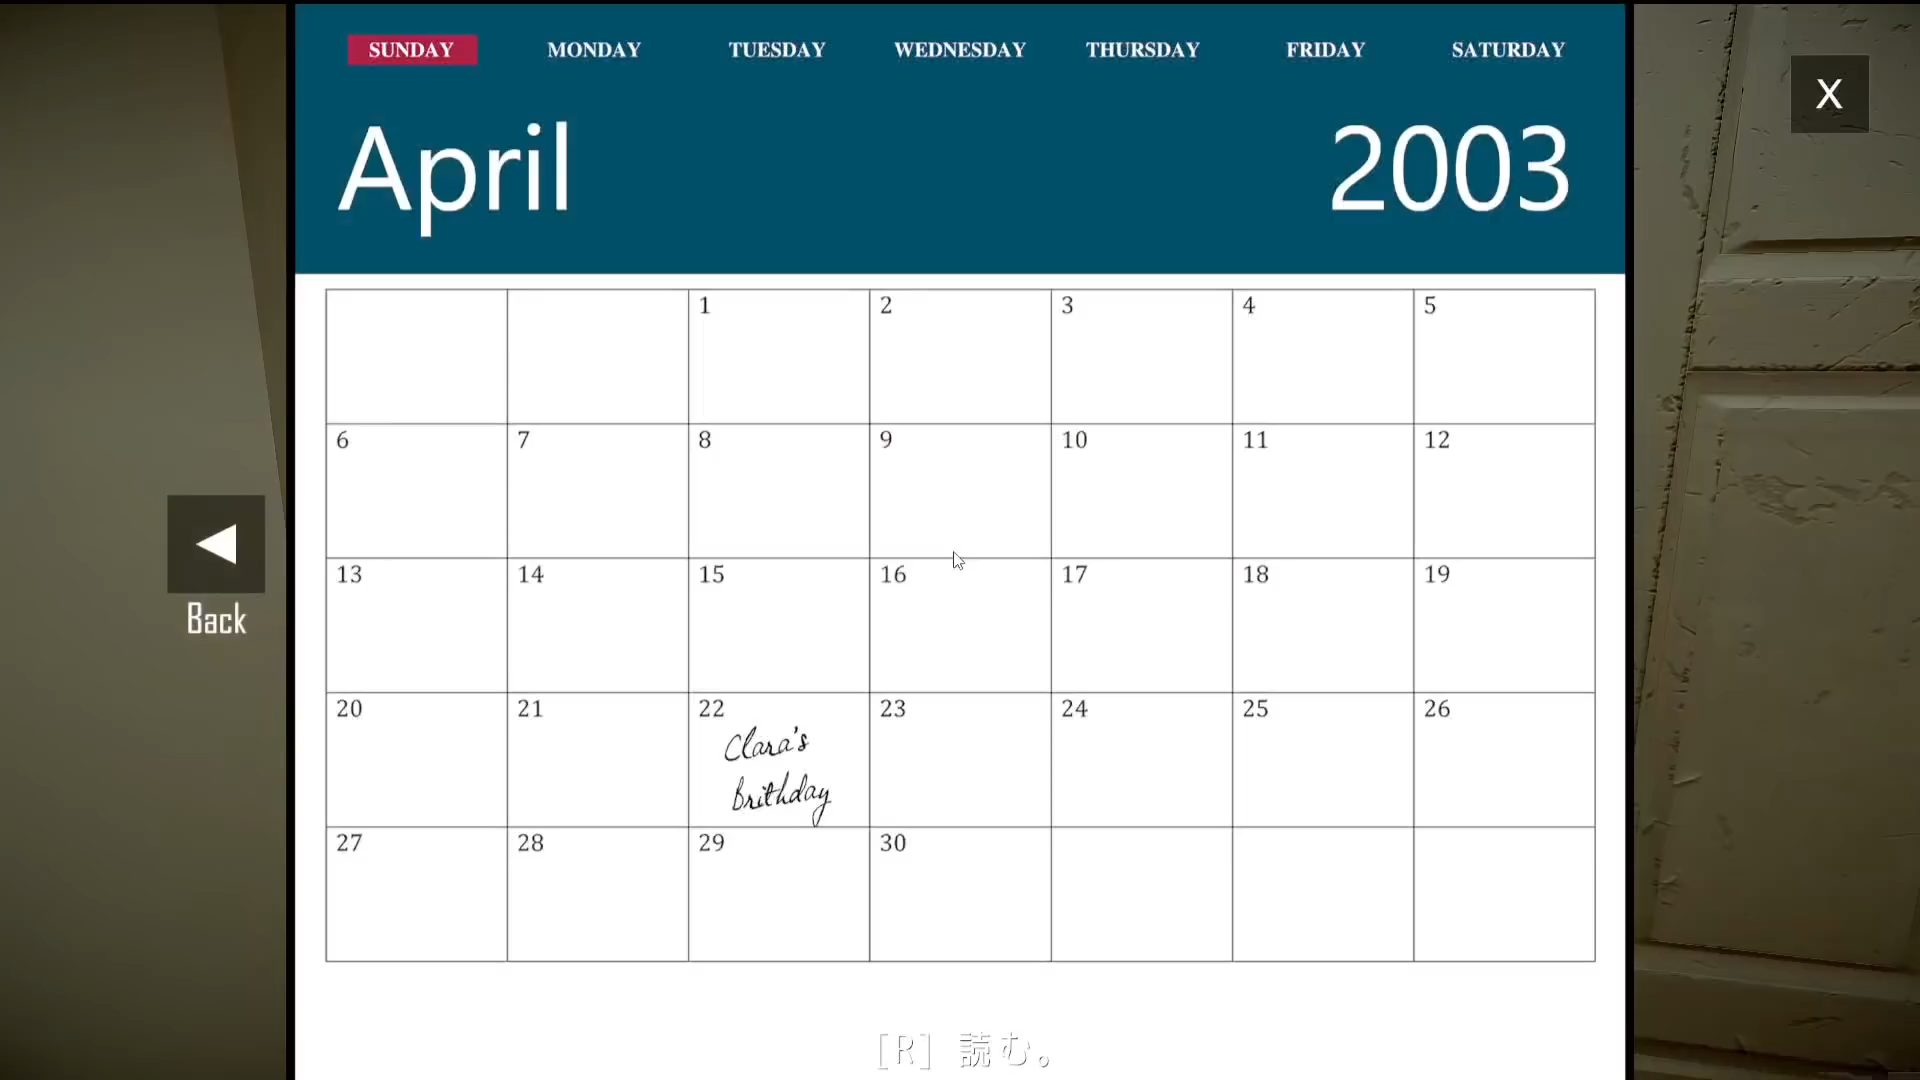 SUNDAY MONDAY TUESDAY WEDNESDAY THURSDAY FRIDAY SATURDAY
X
April 2003
1 2 3 4 5
6 7 8 9 10 11 12
13 14 15 16 17 18 19
20 21 22 23 24 25 26
Clara's
Brithday
Back
27 28 29 30
[R] 読む。